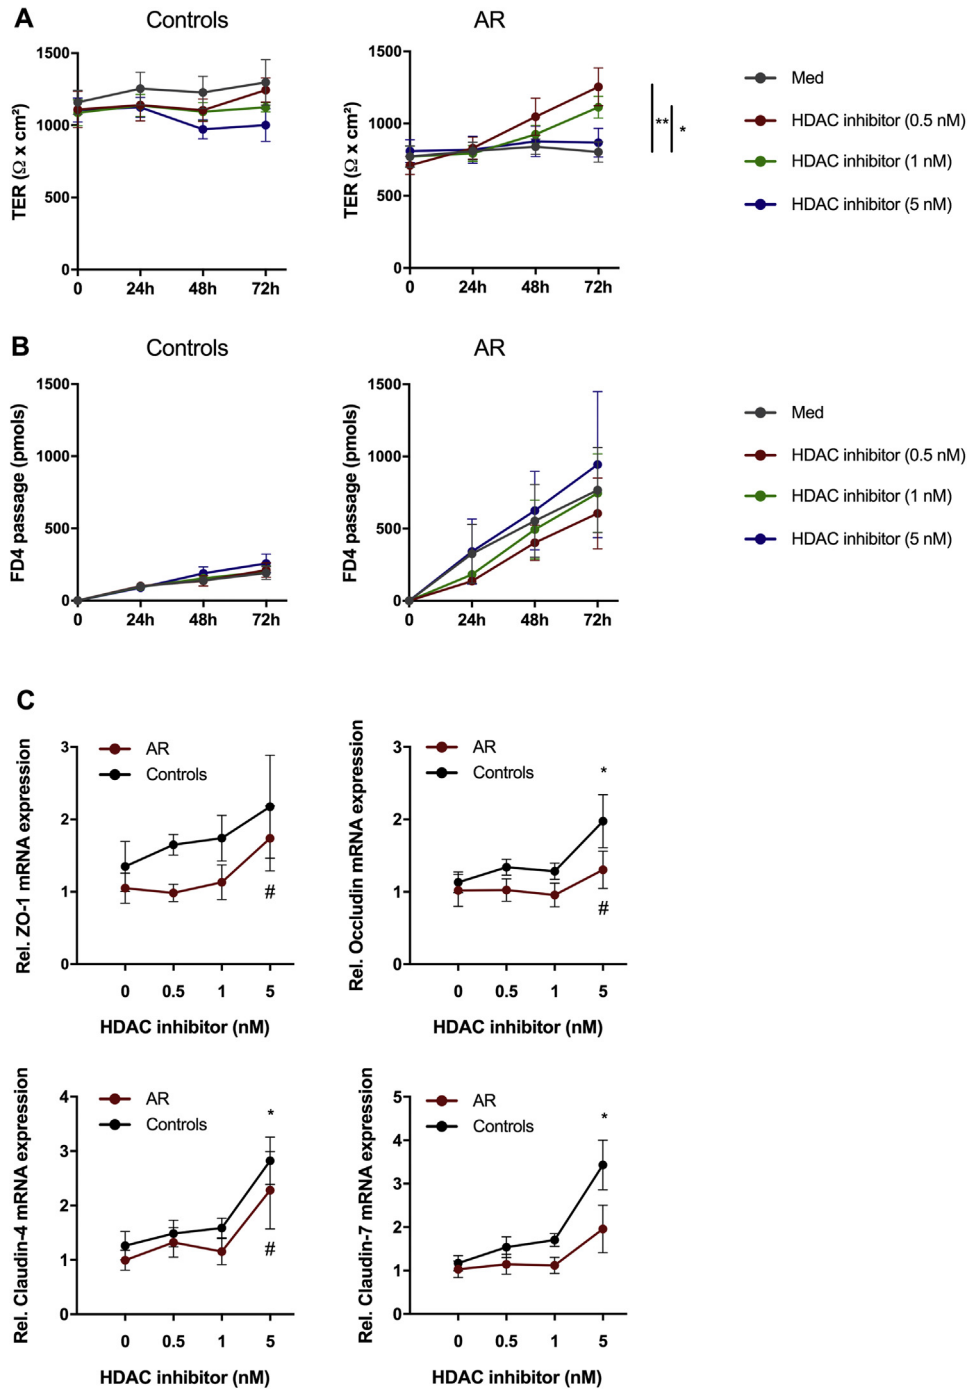 A
Controls
AR
TER (Ω x cm²)
1500
1000
500
0
0 24h 48h 72h
TER (Ω x cm²)
1500
1000
500
0
0 24h 48h 72h
**
*
Med
HDAC inhibitor (0.5 nM)
HDAC inhibitor (1 nM)
HDAC inhibitor (5 nM)
B
Controls
AR
FD4 passage (pmols)
1500
1000
500
0
0 24h 48h 72h
FD4 passage (pmols)
1500
1000
500
0
0 24h 48h 72h
Med
HDAC inhibitor (0.5 nM)
HDAC inhibitor (1 nM)
HDAC inhibitor (5 nM)
C
Rel. ZO-1 mRNA expression
3
2
1
0
AR
Controls
#
0 0.5 1 5
HDAC inhibitor (nM)
Rel. Occludin mRNA expression
3
2
1
0
AR
Controls
*
#
0 0.5 1 5
HDAC inhibitor (nM)
Rel. Claudin-4 mRNA expression
4
3
2
1
0
AR
Controls
*
#
0 0.5 1 5
HDAC inhibitor (nM)
Rel. Claudin-7 mRNA expression
5
4
3
2
1
0
AR
Controls
*
0 0.5 1 5
HDAC inhibitor (nM)